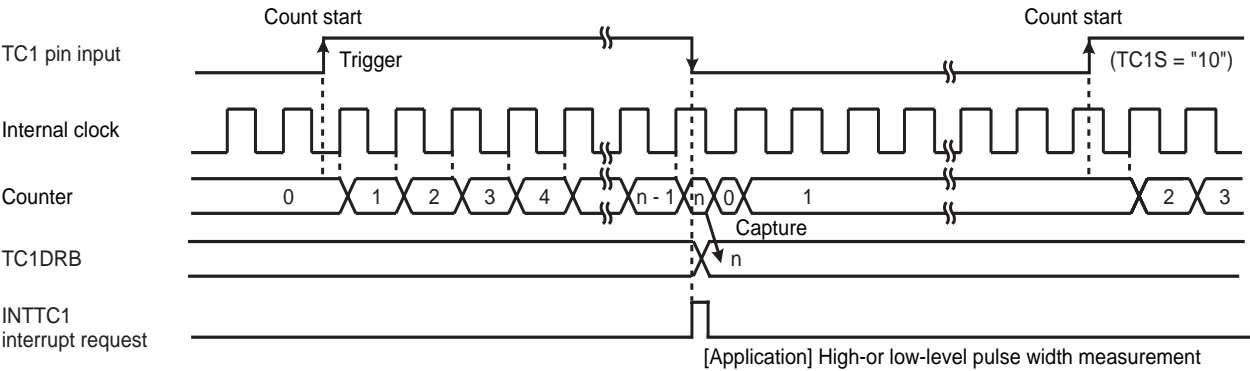 Count start
Count start
TC1 pin input
Trigger
(TC1S = "10")
Internal clock
Counter
0 1 2 3 4 n - 1 n 0 1 2 3
Capture
TC1DRB
n
INTTC1
interrupt request
[Application] High-or low-level pulse width measurement